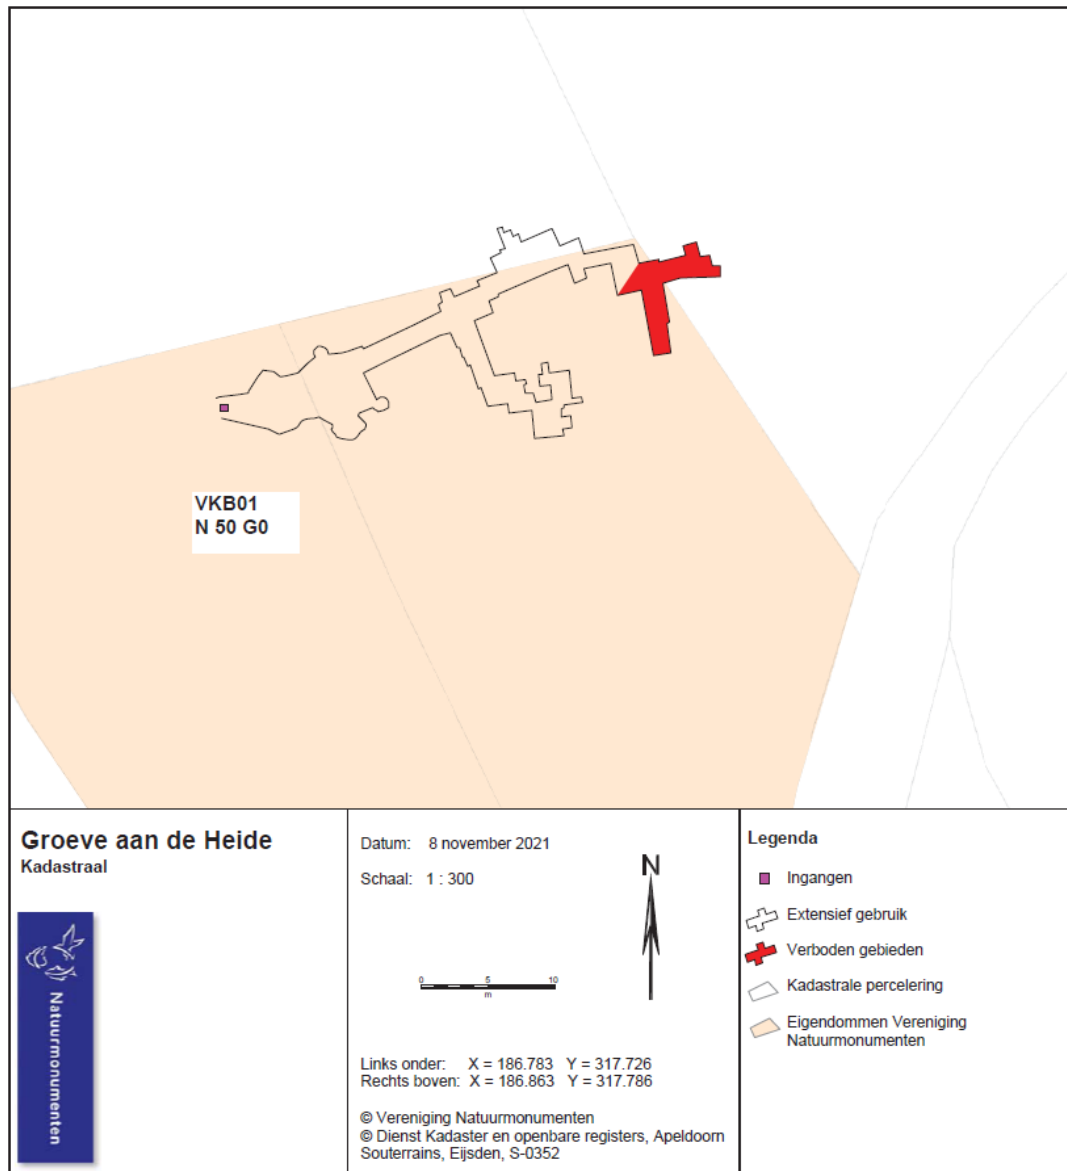 VKB01
N 50 G0
Groeve aan de Heide
Kadastraal
Natuurmonumenten
Datum: 8 november 2021
Schaal: 1 : 300
N
0 5 10
m
Links onder: X = 186.783 Y = 317.726
Rechts boven: X = 186.863 Y = 317.786
© Vereniging Natuurmonumenten
© Dienst Kadaster en openbare registers, Apeldoorn
Souterrains, Eijsden, S-0352
Legenda
Ingangen
Extensief gebruik
Verboden gebieden
Kadastrale percelering
Eigendommen Vereniging
Natuurmonumenten